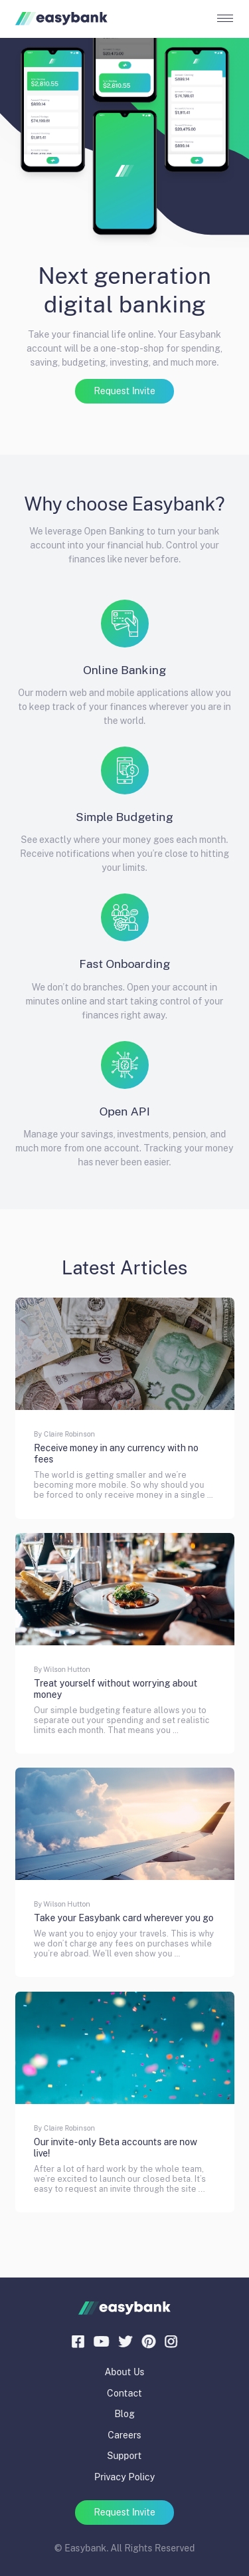 easybank
Next generation
digital banking
Take your financial life online. Your Easybank
account will be a one-stop-shop for spending,
saving, budgeting, investing, and much more.
Request Invite
Why choose Easybank?
We leverage Open Banking to turn your bank
account into your financial hub. Control your
finances like never before.
Online Banking
Our modern web and mobile applications allow you
to keep track of your finances wherever you are in
the world.
Simple Budgeting
See exactly where your money goes each month.
Receive notifications when you're close to hitting
your limits.
Fast Onboarding
We don't do branches. Open your account in
minutes online and start taking control of your
finances right away.
Open API
Manage your savings, investments, pension, and
much more from one account. Tracking your money
has never been easier.
Latest Articles
By Claire Robinson
Receive money in any currency with no
fees
The world is getting smaller and we're
becoming more mobile. So why should you
be forced to only receive money in a single ...
By Wilson Hutton
Treat yourself without worrying about
money
Our simple budgeting feature allows you to
separate out your spending and set realistic
limits each month. That means you ...
By Wilson Hutton
Take your Easybank card wherever you go
We want you to enjoy your travels. This is why
we don't charge any fees on purchases while
you're abroad. We'll even show you ...
By Claire Robinson
Our invite-only Beta accounts are now
live!
After a lot of hard work by the whole team,
we're excited to launch our closed beta. It's
easy to request an invite through the site ...
easybank
About Us
Contact
Blog
Careers
Support
Privacy Policy
Request Invite
© Easybank. All Rights Reserved